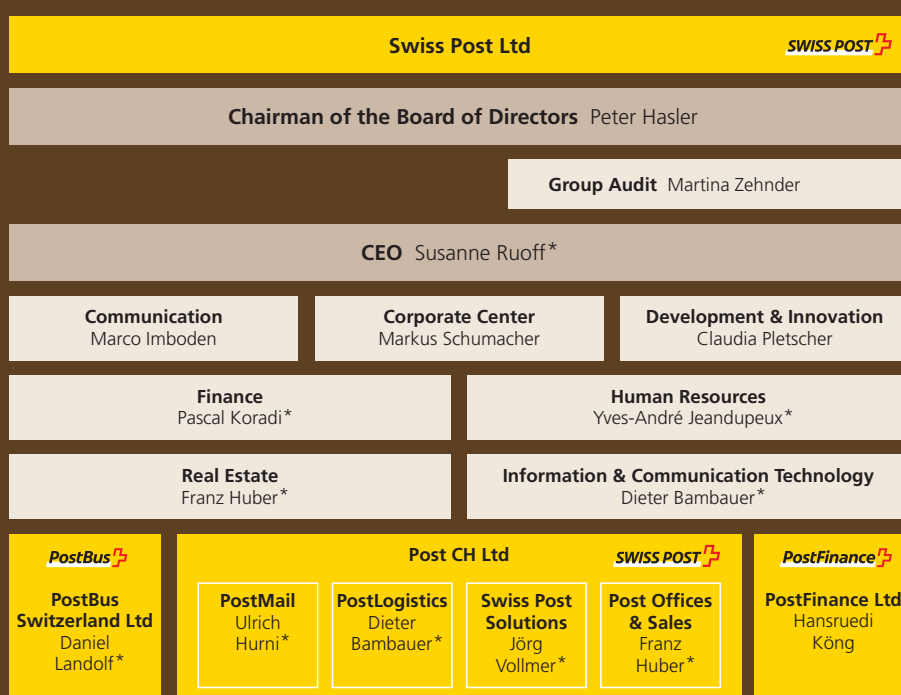 Swiss Post Ltd
SWISS POST
Chairman of the Board of Directors Peter Hasler
Group Audit Martina Zehnder
CEO Susanne Ruoff*
Communication
Marco Imboden
Corporate Center
Markus Schumacher
Development & Innovation
Claudia Pletscher
Finance
Pascal Koradi*
Human Resources
Yves-André Jeandupeux*
Real Estate
Franz Huber*
Information & Communication Technology
Dieter Bambauer*
PostBus
PostBus
Switzerland Ltd
Daniel
Landolf*
Post CH Ltd
SWISS POST
PostMail
Ulrich
Hurni*
PostLogistics
Dieter
Bambauer*
Swiss Post
Solutions
Jörg
Vollmer*
Post Offices
& Sales
Franz
Huber*
PostFinance
PostFinance Ltd
Hansruedi
Köng